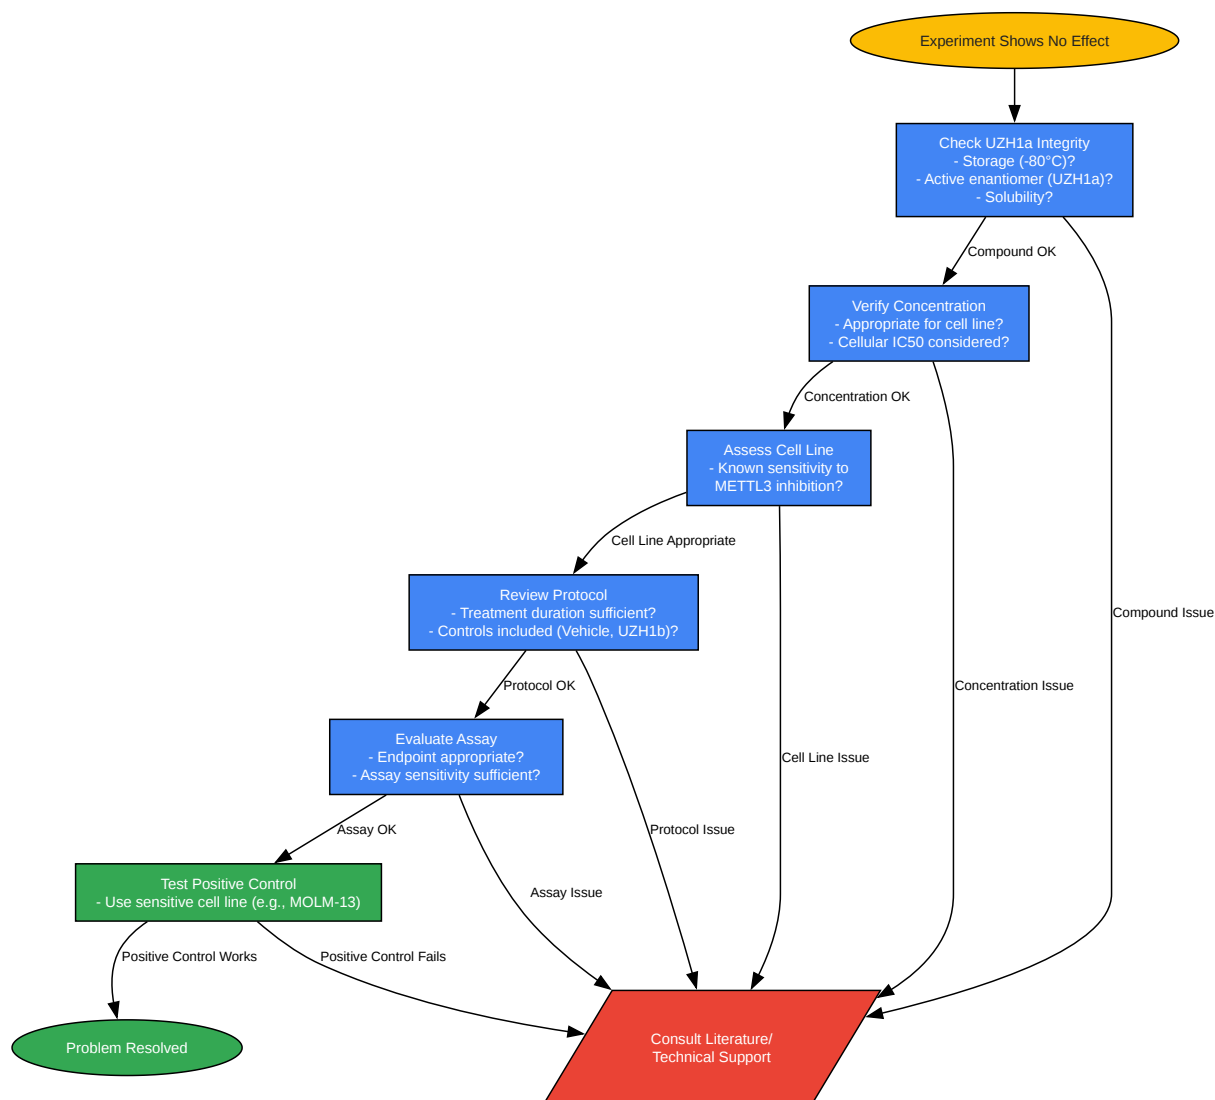 Experiment Shows No Effect
Check UZH1a Integrity
- Storage (-80°C)?
- Active enantiomer (UZH1a)?
- Solubility?
Compound OK
Verify Concentration
- Appropriate for cell line?
- Cellular IC50 considered?
Concentration OK
Assess Cell Line
- Known sensitivity to
METTL3 inhibition?
Cell Line Appropriate
Review Protocol
- Treatment duration sufficient?
- Controls included (Vehicle, UZH1b)?
Compound Issue
Protocol OK
Concentration Issue
Evaluate Assay
- Endpoint appropriate?
- Assay sensitivity sufficient?
Cell Line Issue
Assay OK
Protocol Issue
Test Positive Control
- Use sensitive cell line (e.g., MOLM-13)
Assay Issue
Positive Control Works
Positive Control Fails
Problem Resolved
Consult Literature/
Technical Support